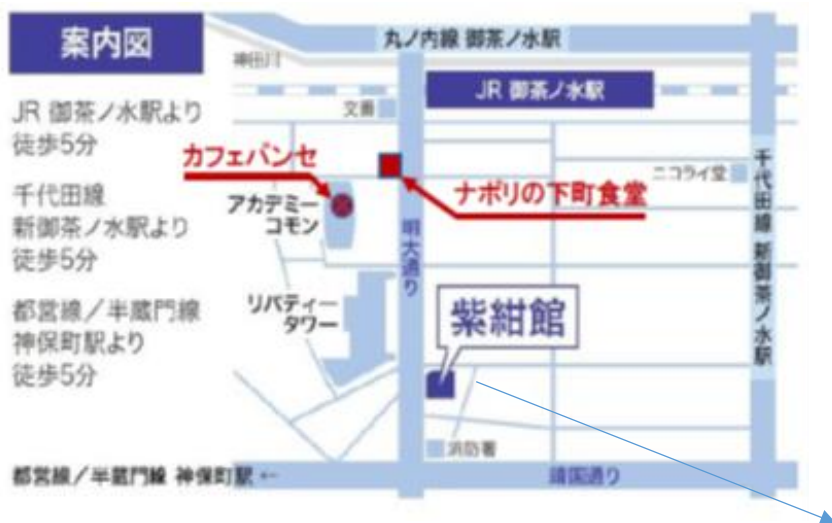 案内図
丸ノ内線 御茶ノ水駅
神田川
JR 御茶ノ水駅
JR 御茶ノ水駅より
徒歩5分
交番
カフェパンセ
ニコライ堂
千代田線 新御茶ノ水駅
ナポリの下町食堂
千代田線
新御茶ノ水駅より
徒歩5分
アカデミー
コモン
明大通り
都営線/半蔵門線
神保町駅より
徒歩5分
リバティー
タワー
紫紺館
消防署
都営線/半蔵門線 神保町駅 ←
靖国通り